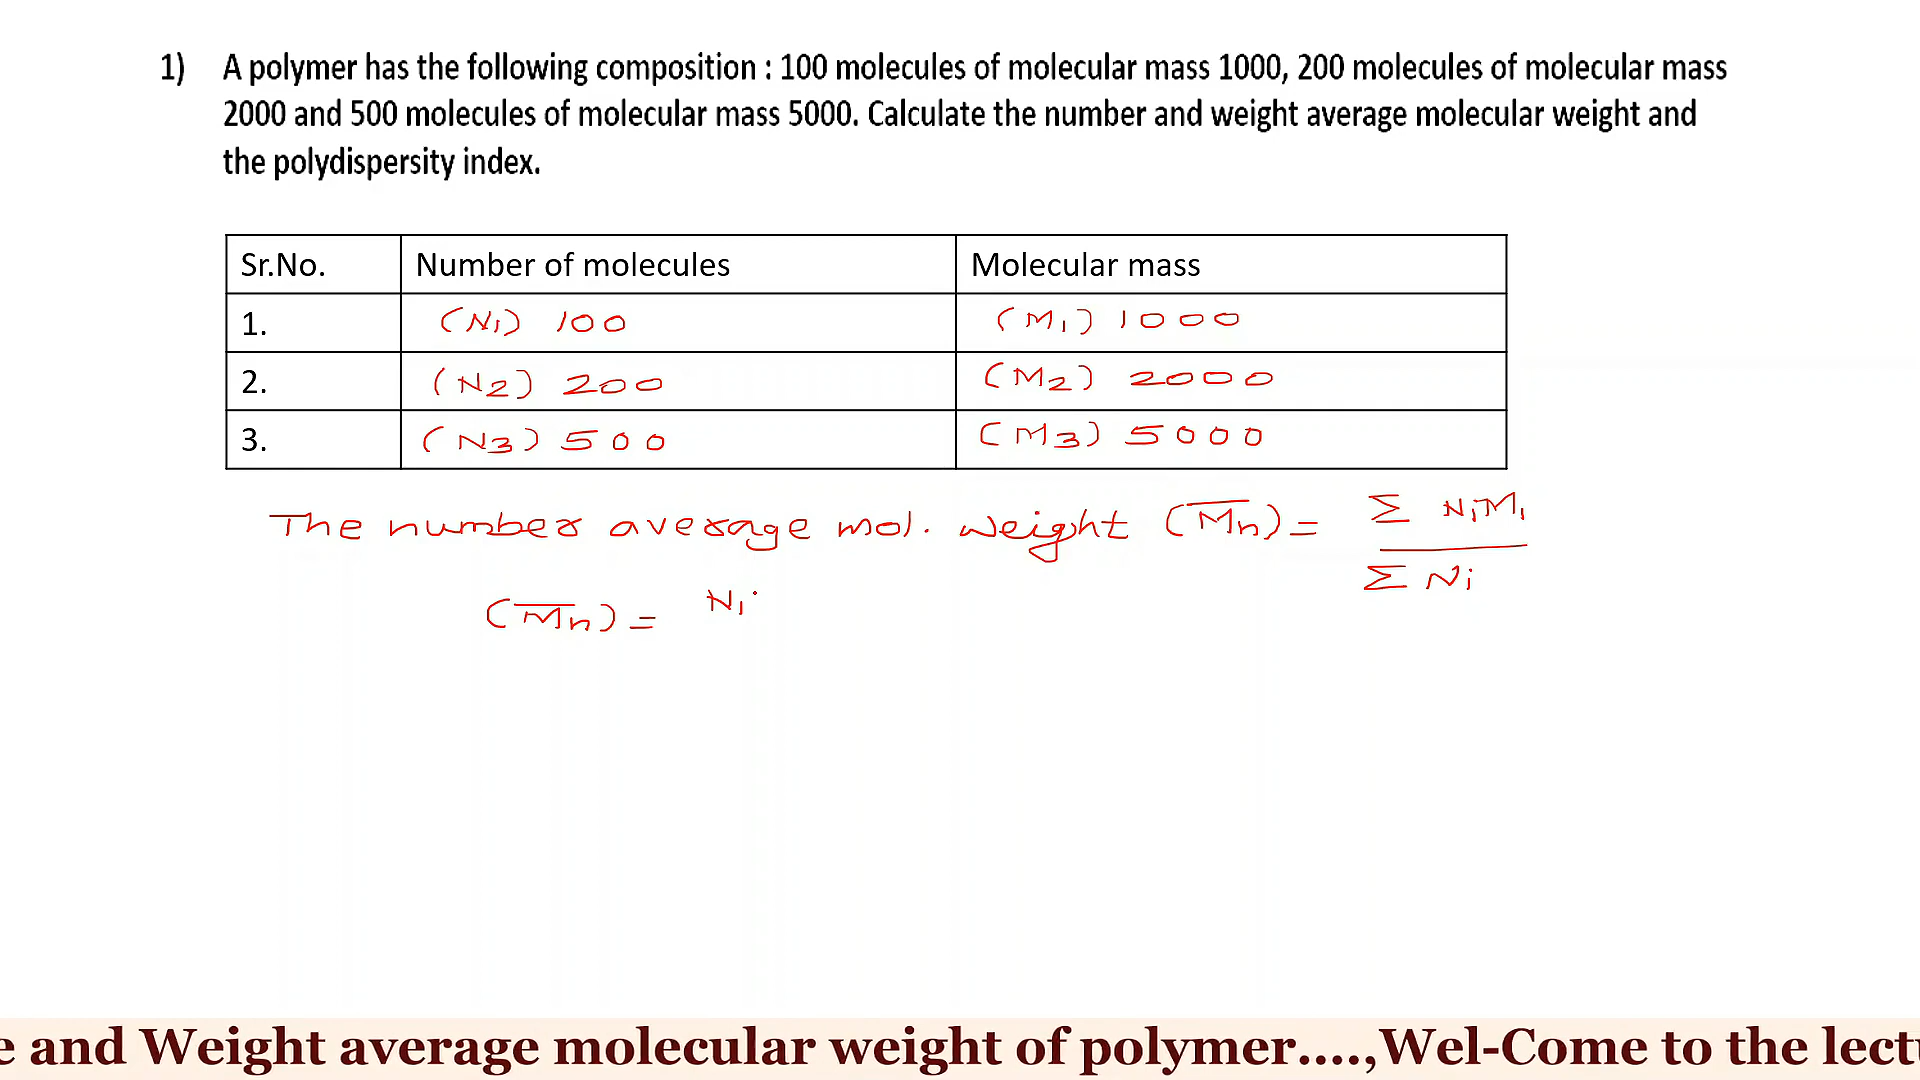 1) A polymer has the following composition : 100 molecules of molecular mass 1000, 200 molecules of molecular mass
2000 and 500 molecules of molecular mass 5000. Calculate the number and weight average molecular weight and
the polydispersity index.
Sr.No. Number of molecules Molecular mass
1. (N1) 100 (M1) 1000
2. (N2) 200 (M2) 2000
3. (N3) 500 (M3) 5000
The number average mol. weight (M̅n) = Σ NiMi
Σ Ni
(M̅n) = N1
e and Weight average molecular weight of polymer....,Wel-Come to the lectu